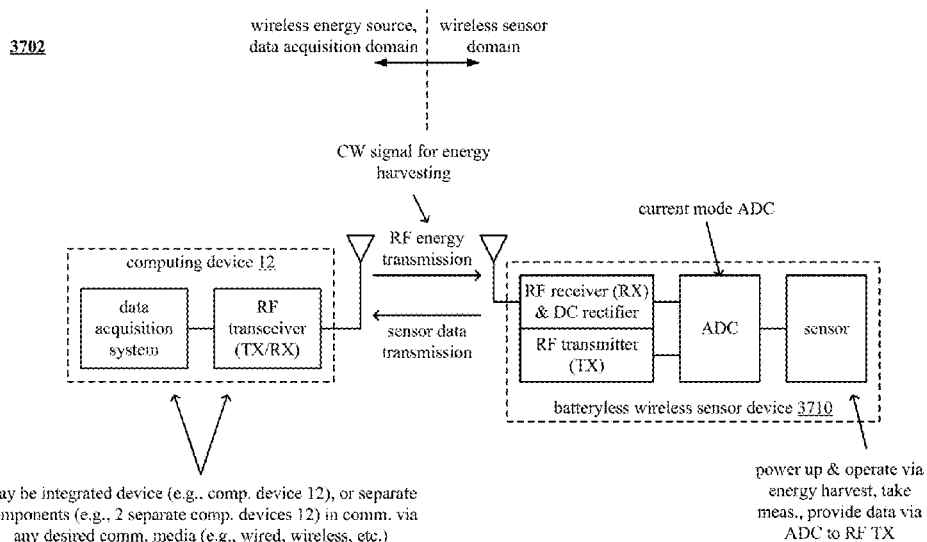 3702
wireless energy source,
data acquisition domain
wireless sensor
domain
CW signal for energy
harvesting
current mode ADC
RF energy
transmission
sensor data
transmission
computing device 12
data
acquisition
system
RF
transceiver
(TX/RX)
RF receiver (RX)
& DC rectifier
RF transmitter
(TX)
ADC
sensor
batteryless wireless sensor device 3710
ay be integrated device (e.g., comp. device 12), or separate
mponents (e.g., 2 separate comp. devices 12) in comm. via
any desired comm. media (e.g., wired, wireless, etc.)
power up & operate via
energy harvest, take
meas., provide data via
ADC to RF TX